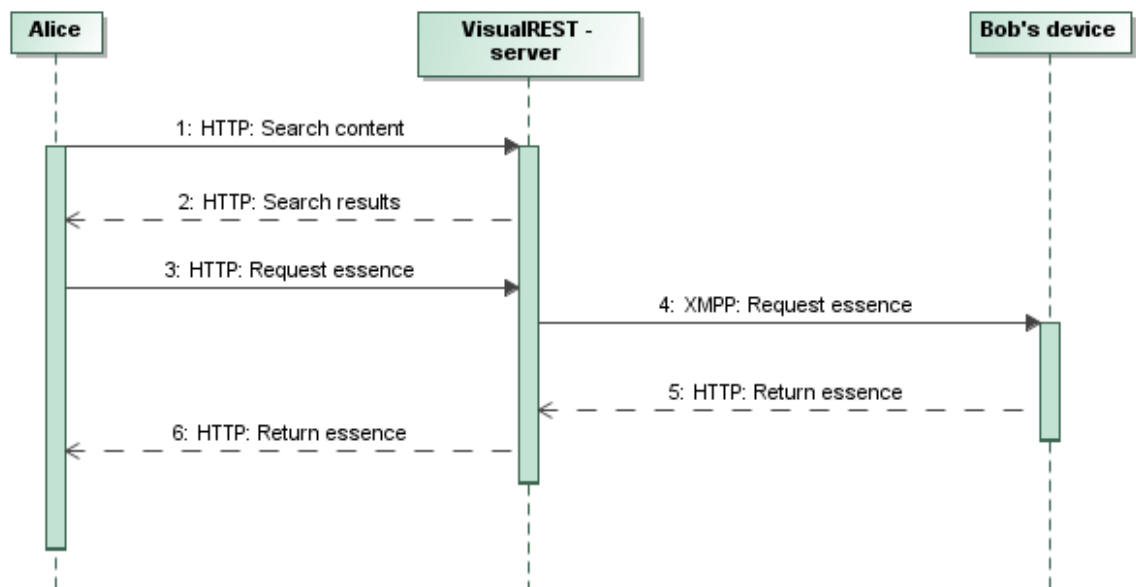 Alice
VisualREST -
server
Bob's device
1: HTTP: Search content
2: HTTP: Search results
3: HTTP: Request essence
4: XMPP: Request essence
5: HTTP: Return essence
6: HTTP: Return essence